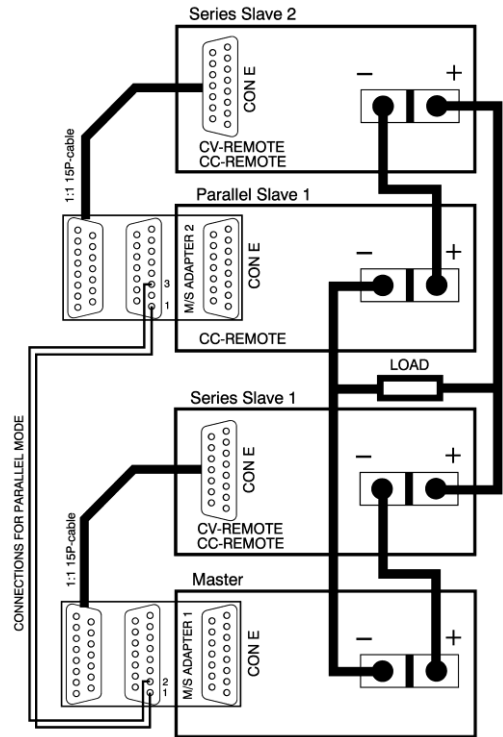 Series Slave 2
CON E
- +
1:1 15P-cable
CV-REMOTE
CC-REMOTE
Parallel Slave 1
3
1
M/S ADAPTER 2
CON E
- +
CC-REMOTE
LOAD
Series Slave 1
CON E
- +
1:1 15P-cable
CV-REMOTE
CC-REMOTE
CONNECTIONS FOR PARALLEL MODE
Master
2
1
M/S ADAPTER 1
CON E
- +